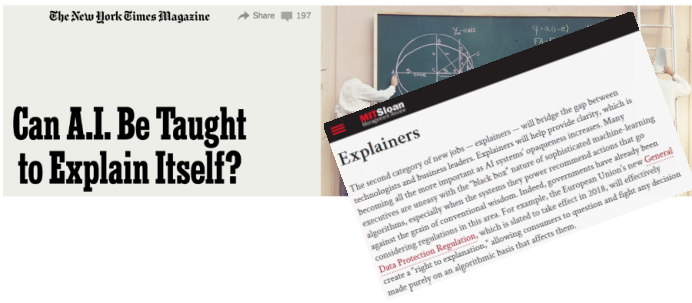 The New York Times Magazine
Share 197
Can A.I. Be Taught
to Explain Itself?
MITSloan
Management Review
Explainers
The second category of new jobs — explainers — will bridge the gap between
technologists and business leaders. Explainers will help provide clarity, which is
becoming all the more important as AI systems' opaqueness increases. Many
executives are uneasy with the "black box" nature of sophisticated machine-learning
algorithms, especially when the systems they power recommend actions that go
against the grain of conventional wisdom. Indeed, governments have already been
considering regulations in this area. For example, the European Union's new General
Data Protection Regulation, which is slated to take effect in 2018, will effectively
create a "right to explanation," allowing consumers to question and fight any decision
made purely on an algorithmic basis that affects them.